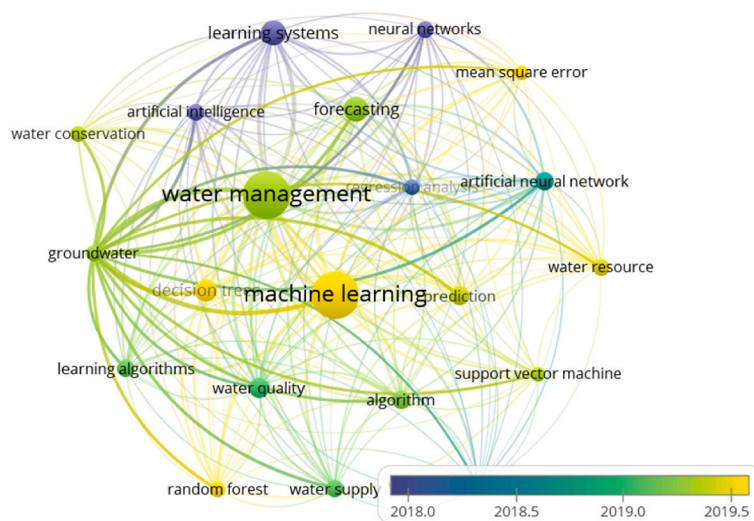 learning systems
neural networks
mean square error
artificial intelligence
forecasting
water conservation
water management
regression analysis
artificial neural network
groundwater
water resource
decision trees
machine learning
prediction
learning algorithms
water quality
support vector machine
algorithm
random forest
water supply
2018.0
2018.5
2019.0
2019.5